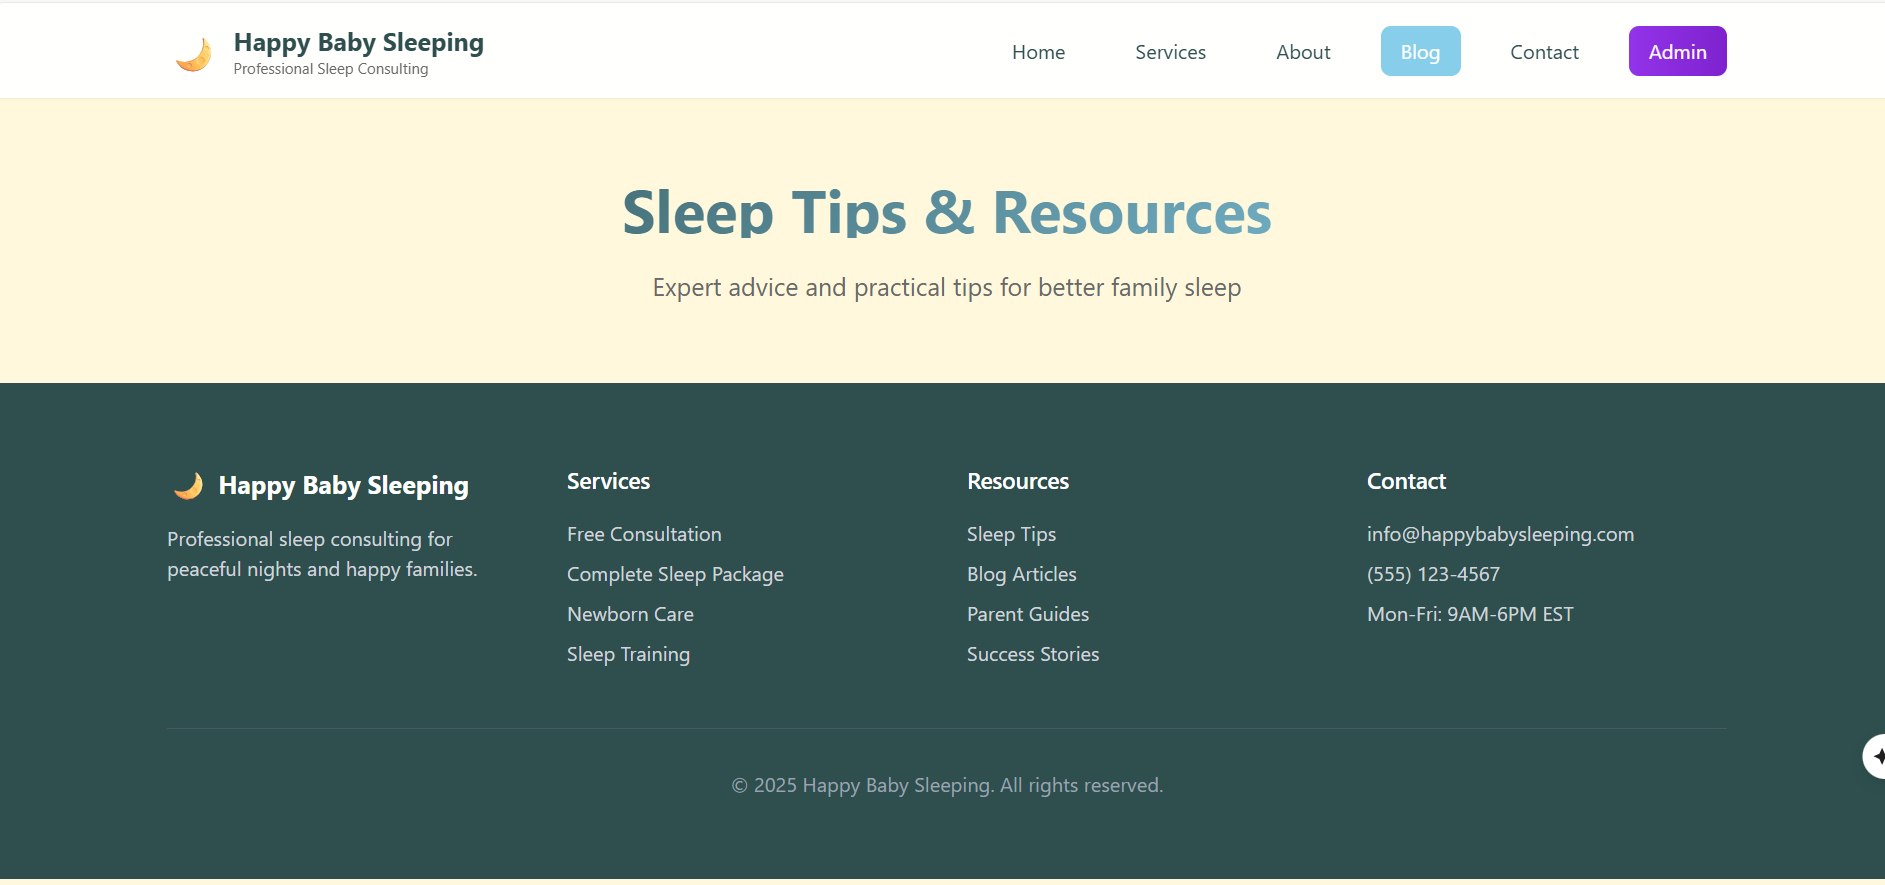 Happy Baby Sleeping
Professional Sleep Consulting
Home
Services
About
Blog
Contact
Admin
Sleep Tips & Resources
Expert advice and practical tips for better family sleep
Happy Baby Sleeping
Professional sleep consulting for
peaceful nights and happy families.
Services
Free Consultation
Complete Sleep Package
Newborn Care
Sleep Training
Resources
Sleep Tips
Blog Articles
Parent Guides
Success Stories
Contact
info@happybabysleeping.com
(555) 123-4567
Mon-Fri: 9AM-6PM EST
© 2025 Happy Baby Sleeping. All rights reserved.